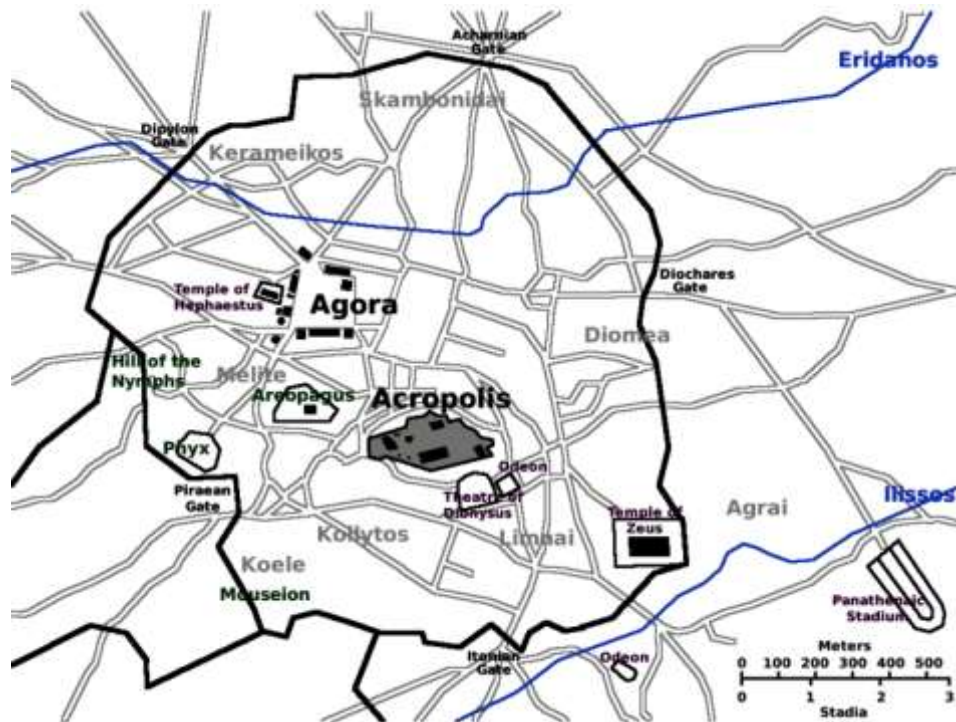 Acharnian
Gate
Eridanos
Skambonidai
Dipylon
Gate
Kerameikos
Diochares
Gate
Temple of
Hephaestus
Agora
Diomea
Hill of the
Nymphs
Melite
Areopagus
Acropolis
Phyx
Odeon
Piraean
Gate
Theatre of
Dionysus
Ilissos
Agrai
Temple of
Zeus
Kollytos
Limnai
Koele
Mouseion
Panathenaic
Stadium
Itonian
Gate
Odeon
Meters
0 100 200 300 400 500
0 1 2 3
Stadia